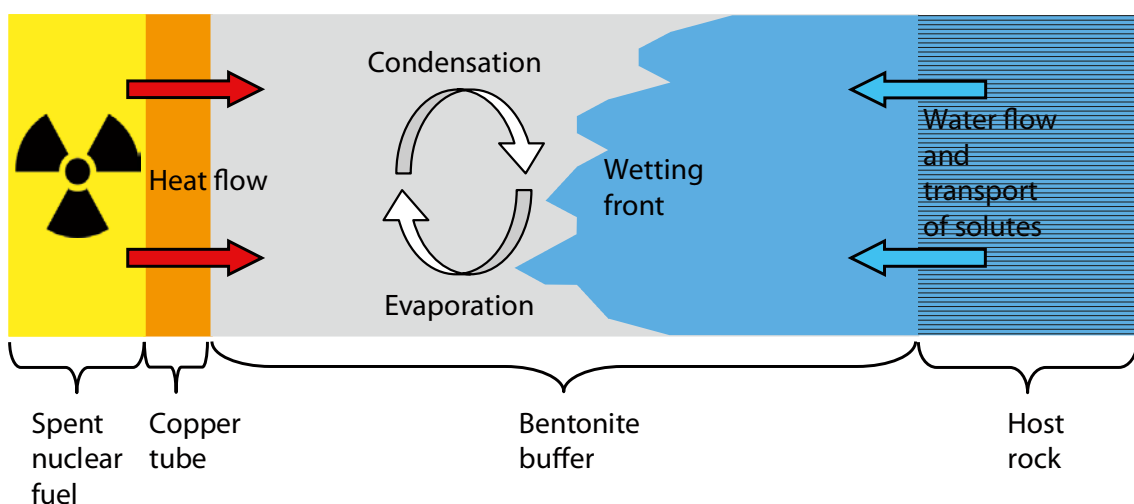 Condensation
Heat flow
Evaporation
Wetting
front
Water flow
and
transport
of solutes
Spent
nuclear
fuel
Copper
tube
Bentonite
buffer
Host
rock